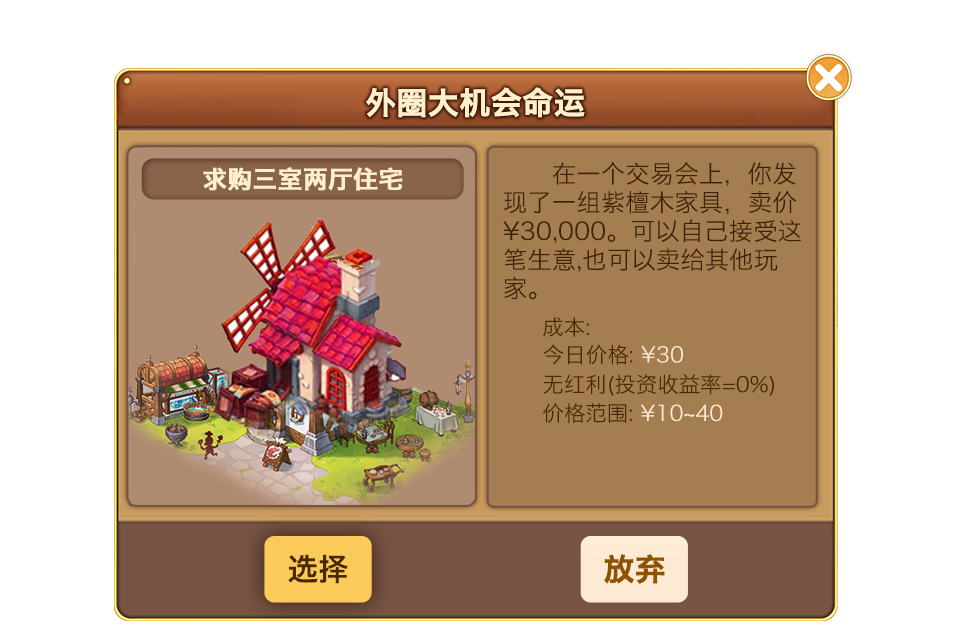 外圈大机会命运
求购三室两厅住宅
在一个交易会上，你发
现了一组紫檀木家具，卖价
¥30,000。可以自己接受这
笔生意,也可以卖给其他玩
家。
成本:
今日价格: ¥30
无红利(投资收益率=0%)
价格范围: ¥10~40
选择
放弃